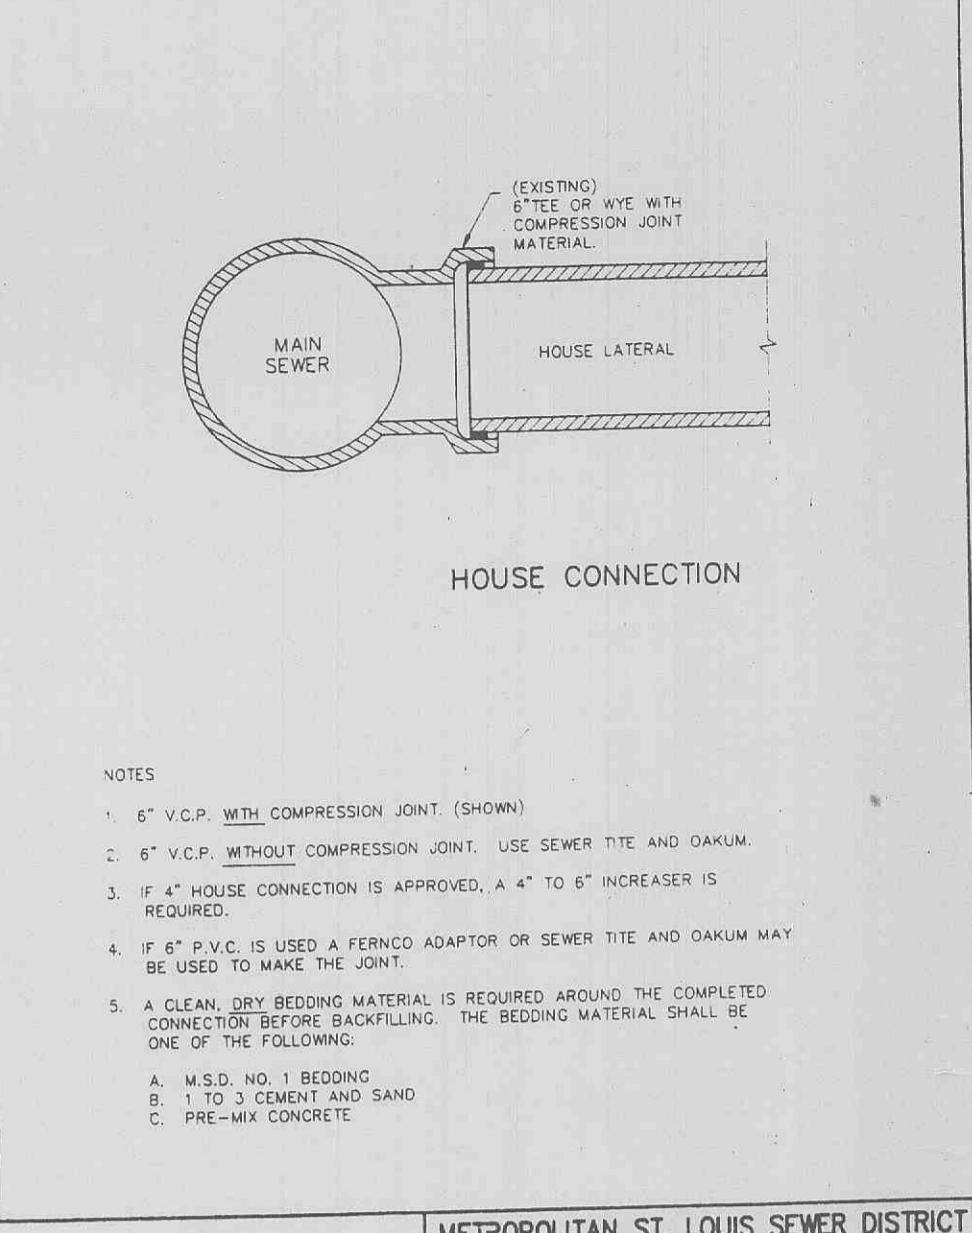 (EXISTING)
6" TEE OR WYE WITH
COMPRESSION JOINT
MATERIAL.
MAIN
SEWER
HOUSE LATERAL
HOUSE CONNECTION
NOTES
1. 6" V.C.P. WITH COMPRESSION JOINT. (SHOWN)
2. 6" V.C.P. WITHOUT COMPRESSION JOINT. USE SEWER TITE AND OAKUM.
3. IF 4" HOUSE CONNECTION IS APPROVED, A 4" TO 6" INCREASER IS
REQUIRED.
4. IF 6" P.V.C. IS USED A FERNCO ADAPTOR OR SEWER TITE AND OAKUM MAY
BE USED TO MAKE THE JOINT.
5. A CLEAN, DRY BEDDING MATERIAL IS REQUIRED AROUND THE COMPLETED
CONNECTION BEFORE BACKFILLING. THE BEDDING MATERIAL SHALL BE
ONE OF THE FOLLOWING:
A. M.S.D. NO. 1 BEDDING
B. 1 TO 3 CEMENT AND SAND
C. PRE-MIX CONCRETE
METROPOLITAN ST. LOUIS SEWER DISTRICT